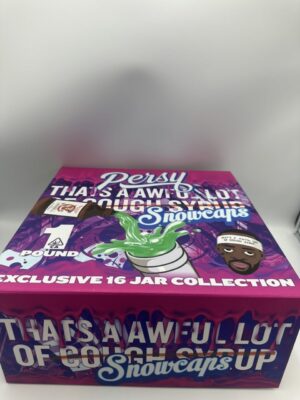 Persy
THATS A AWFUL LOT
OF COUGH SYRUP
Snowcaps
1
POUND
EXCLUSIVE 16 JAR COLLECTION
THATS A AWFUL LOT
OF COUGH SYRUP
Snowcaps